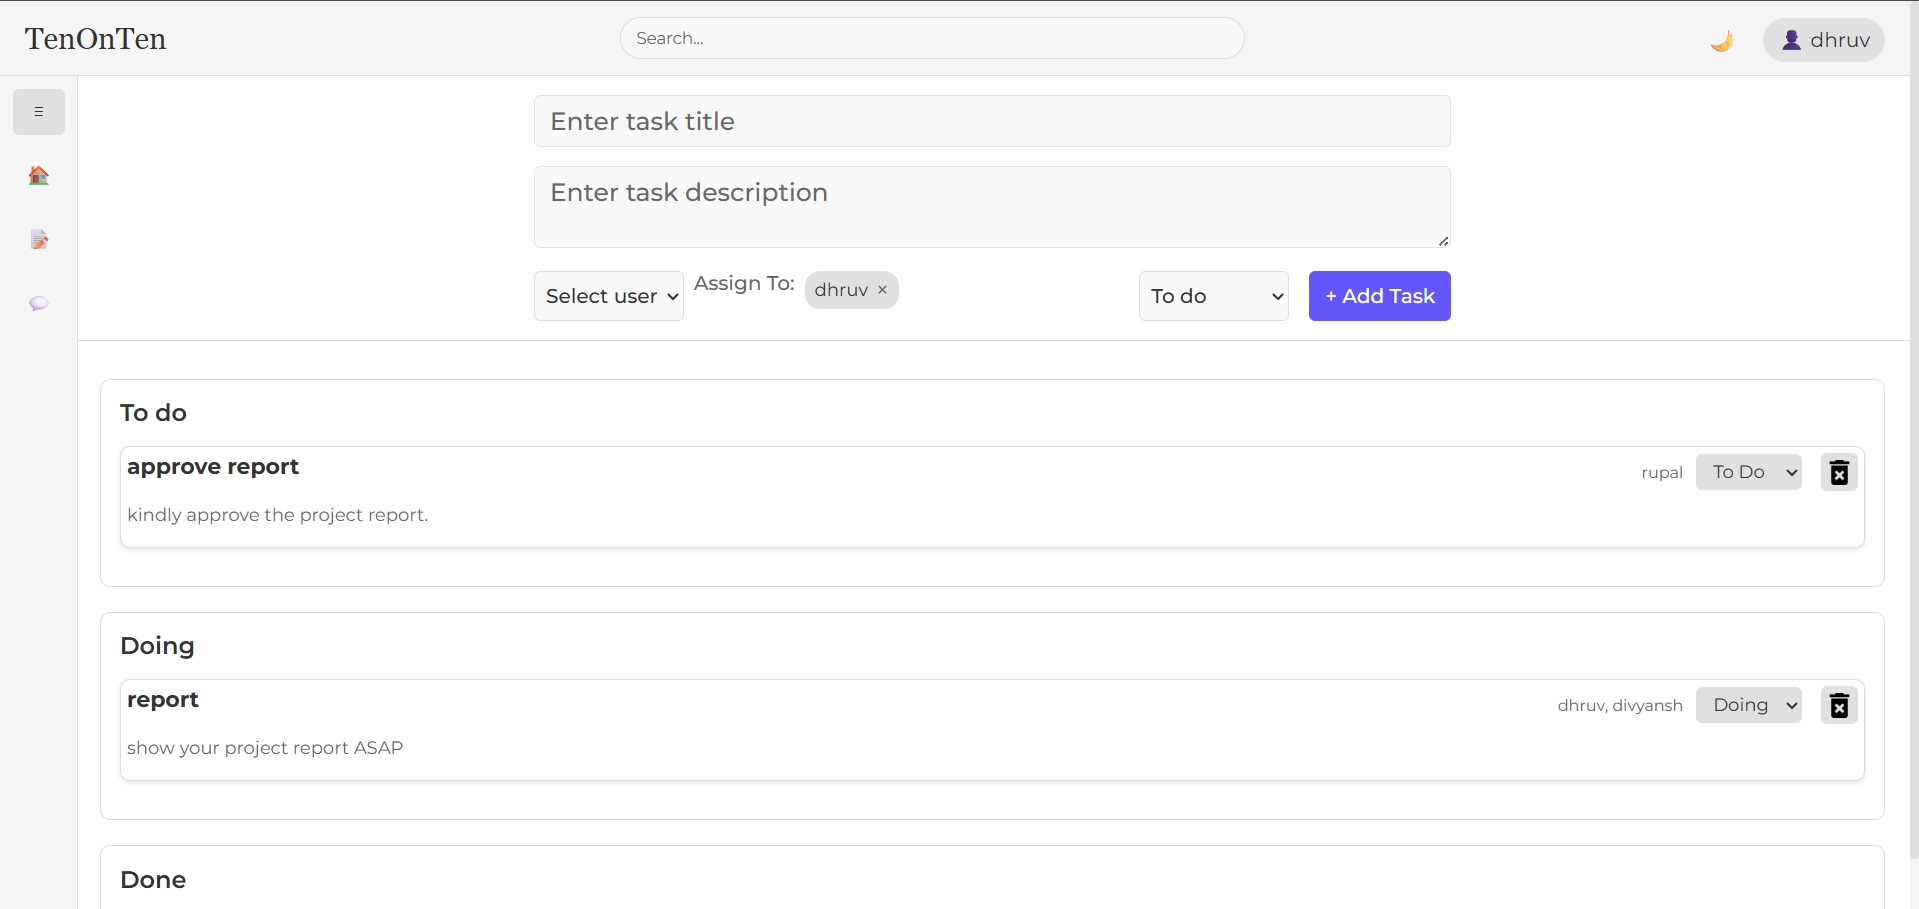 TenOnTen
Search...
dhruv
Enter task title
Enter task description
Select user
Assign To:
dhruv ×
To do
+ Add Task
To do
approve report
rupal
To Do
kindly approve the project report.
Doing
report
dhruv, divyansh
Doing
show your project report ASAP
Done